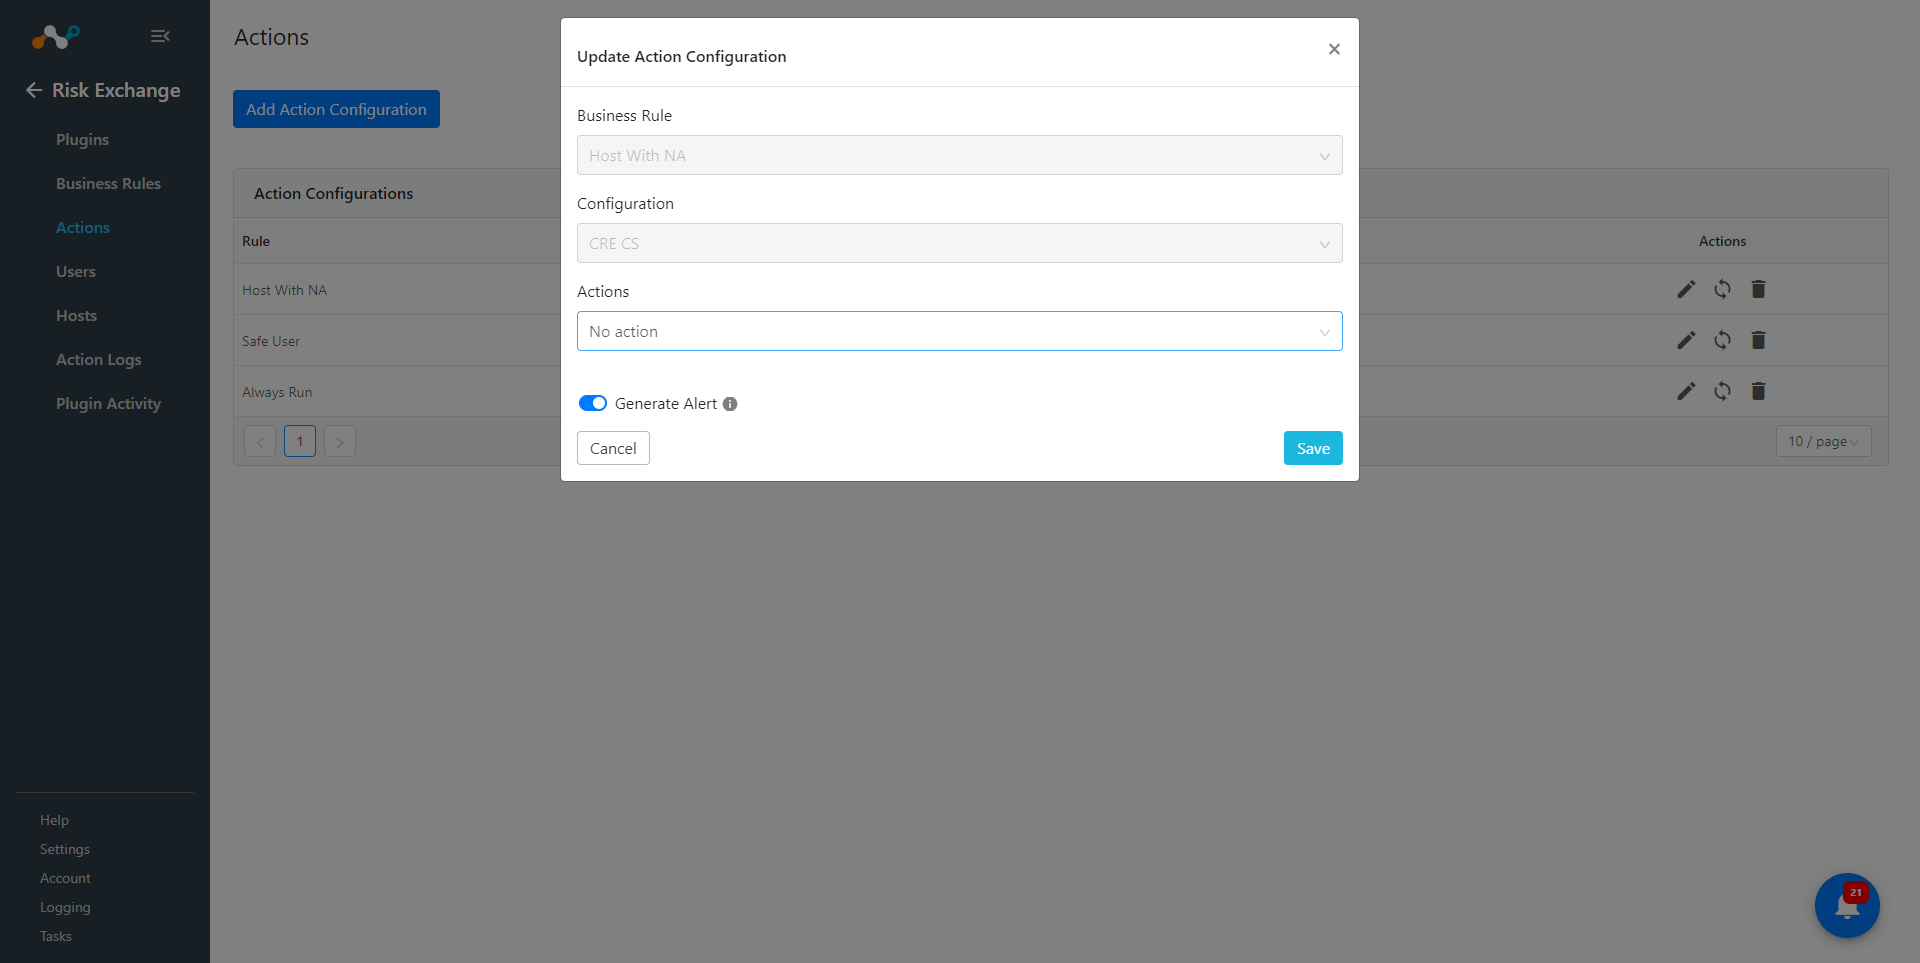 Risk Exchange
Plugins
Business Rules
Actions
Users
Hosts
Action Logs
Plugin Activity
Help
Settings
Account
Logging
Tasks
Actions
Add Action Configuration
Action Configurations
Rule
Actions
Host With NA
Safe User
Always Run
<
1
>
10 / page
Update Action Configuration
Business Rule
Host With NA
Configuration
CRE CS
Actions
No action
Generate Alert
Cancel
Save
21